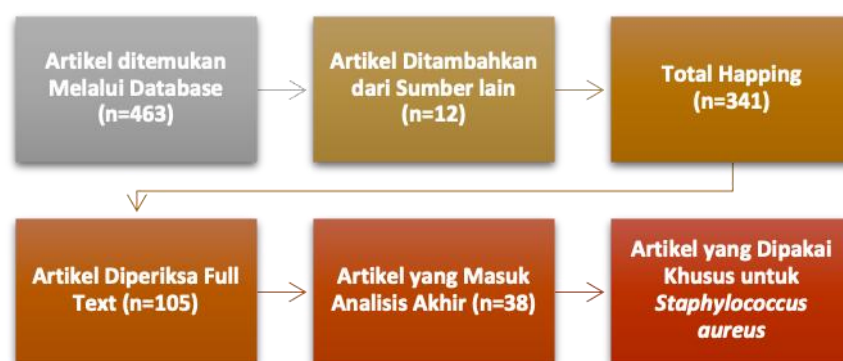 Artikel ditemukan
Melalui Database
(n=463)
Artikel Ditambahkan
dari Sumber lain
(n=12)
Total Happing
(n=341)
Artikel Diperiksa Full
Text (n=105)
Artikel yang Masuk
Analisis Akhir (n=38)
Artikel yang Dipakai
Khusus untuk
Staphylococcus
aureus